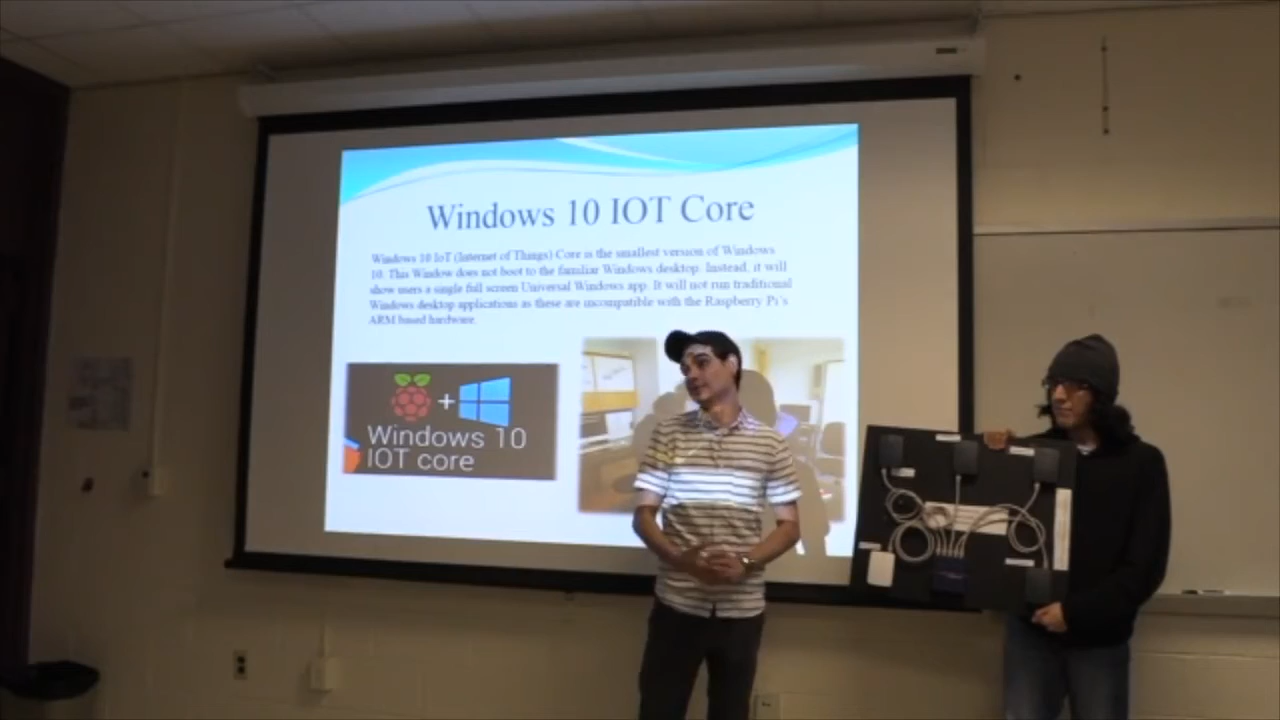 Windows 10 IOT Core
Windows 10 IoT (Internet of Things) Core is the smallest version of Windows
10. This Window does not boot to the familiar Windows desktop. Instead, it will
show users a single full screen Universal Windows app. It will not run traditional
Windows desktop applications as these are incompatible with the Raspberry Pi's
ARM based hardware
+
Windows 10
IOT core